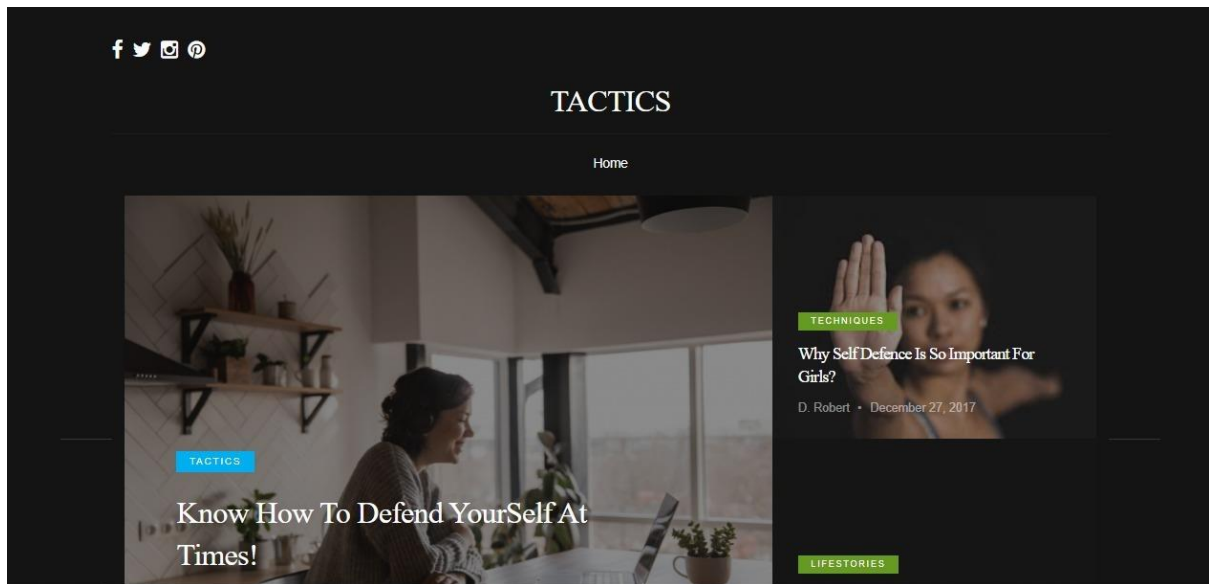 TACTICS
Home
TECHNIQUES
Why Self Defence Is So Important For
Girls?
D. Robert • December 27, 2017
TACTICS
Know How To Defend YourSelf At
Times!
LIFESTORIES